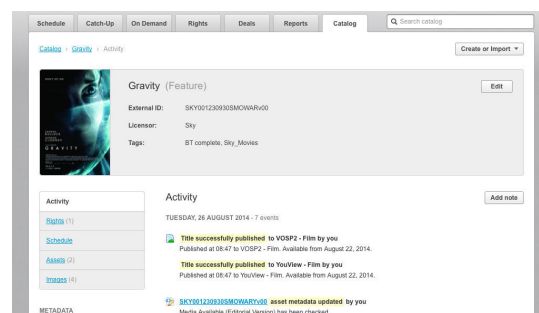 Schedule
Catch-Up
On Demand
Rights
Deals
Reports
Catalog
Search catalog
Catalog › Gravity › Activity
Create or Import
Gravity (Feature)
Edit
External ID: SKY001230930SMOWARv00
Licensor: Sky
Tags: BT complete, Sky_Movies
GRAVITY
Activity
Rights (1)
Schedule
Assets (2)
Images (4)
METADATA
Activity
Add note
TUESDAY, 26 AUGUST 2014 - 7 events
Title successfully published to VOSP2 - Film by you
Published at 08:47 to VOSP2 - Film. Available from August 22, 2014.
Title successfully published to YouView - Film by you
Published at 08:47 to YouView - Film. Available from August 22, 2014.
SKY001230930SMOWARYv00 asset metadata updated by you
Media Available (Editorial Version) has been checked